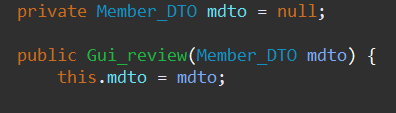 private Member_DTO mdto = null;
public Gui_review(Member_DTO mdto) {
this.mdto = mdto;